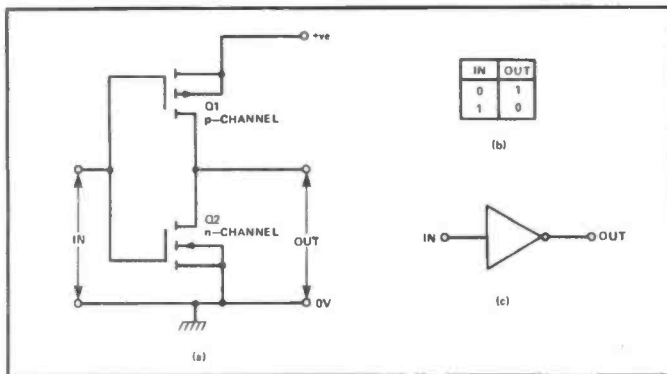 +ve
Q1
p-CHANNEL
Q2
n-CHANNEL
IN
OUT
0V
(a)
IN OUT
0 1
1 0
(b)
IN OUT
(c)